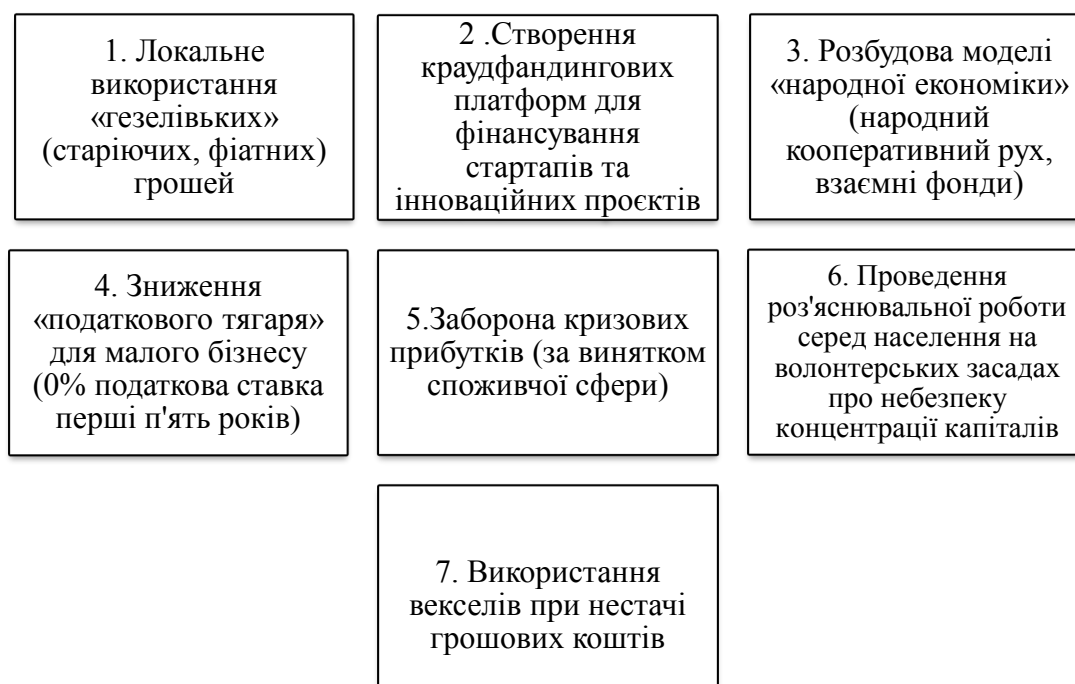 1. Локальне
використання
«гезелівьких»
(старіючих, фіатних)
грошей
2 .Створення
краудфандингових
платформ для
фінансування
стартапів та
інноваційних проєктів
3. Розбудова моделі
«народної економіки»
(народний
кооперативний рух,
взаємні фонди)
4. Зниження
«податкового тягаря»
для малого бізнесу
(0% податкова ставка
перші п'ять років)
5.Заборона кризових
прибутків (за винятком
споживчої сфери)
6. Проведення
роз'яснювальної роботи
серед населення на
волонтерських засадах
про небезпеку
концентрації капіталів
7. Використання
векселів при нестачі
грошових коштів